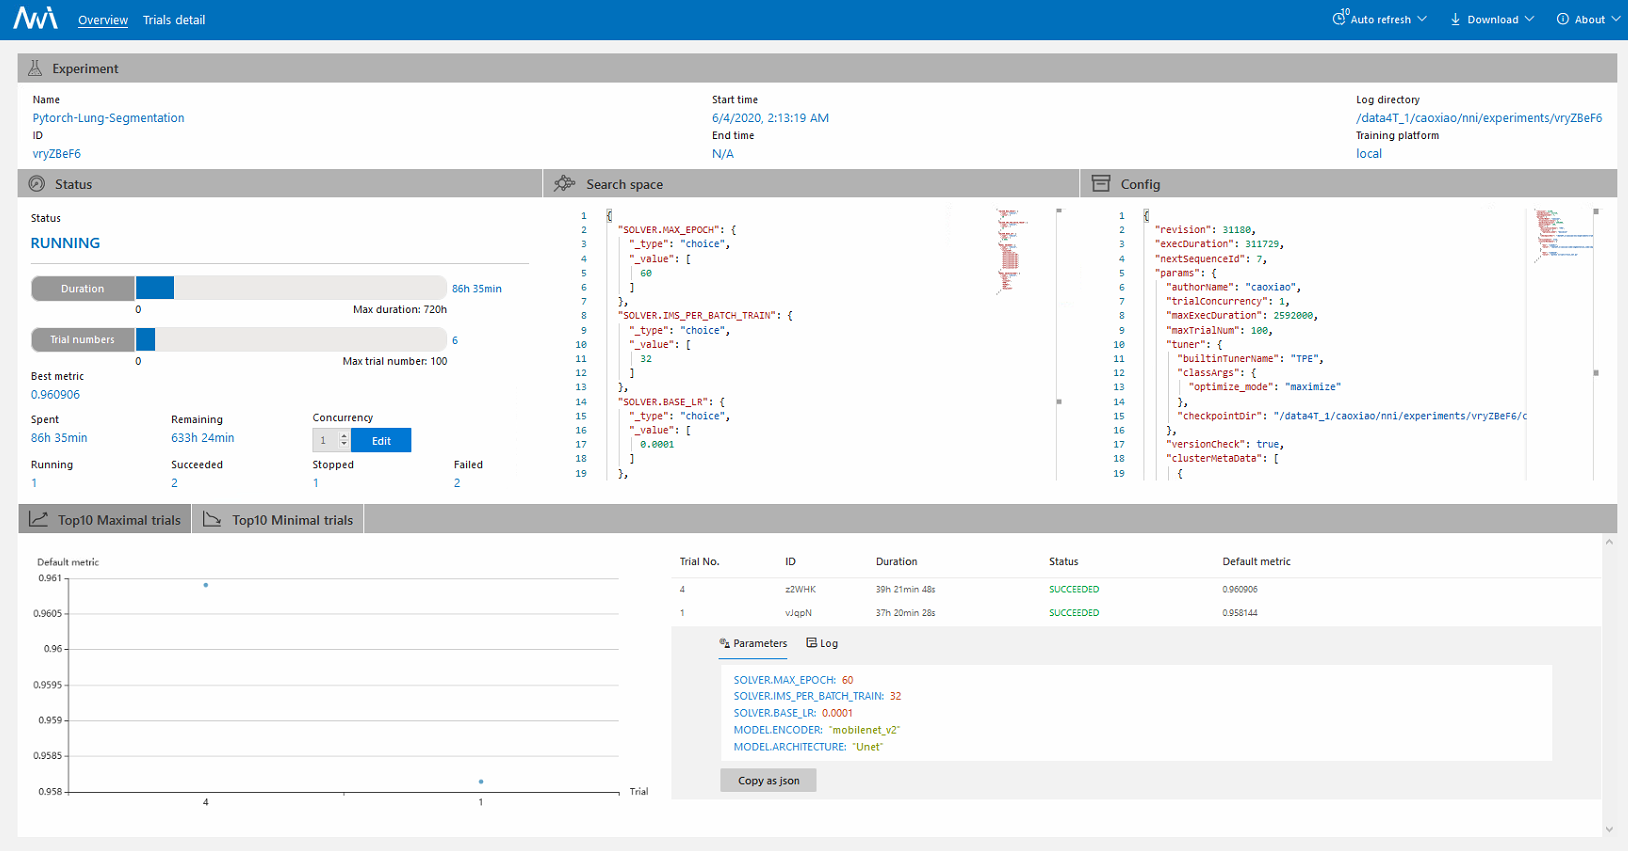 Overview Trials detail 10 Auto refresh Download About
Experiment
Name Start time Log directory
Pytorch-Lung-Segmentation 6/4/2020, 2:13:19 AM /data4T_1/caoxiao/nni/experiments/vryZBeF6
ID End time Training platform
vryZBeF6 N/A local
Status
Status
RUNNING
Duration 86h 35min
0 Max duration: 720h
Trial numbers 6
0 Max trial number: 100
Best metric
0.960906
Spent Remaining Concurrency
86h 35min 633h 24min 1 Edit
Running Succeeded Stopped Failed
1 2 1 2
Search space
1 {
2 "SOLVER.MAX_EPOCH": {
3 "_type": "choice",
4 "_value": [
5 60
6 ]
7 },
8 "SOLVER.IMS_PER_BATCH_TRAIN": {
9 "_type": "choice",
10 "_value": [
11 32
12 ]
13 },
14 "SOLVER.BASE_LR": {
15 "_type": "choice",
16 "_value": [
17 0.0001
18 ]
19 },
Config
1 {
2 "revision": 31180,
3 "execDuration": 311729,
4 "nextSequenceId": 7,
5 "params": {
6 "authorName": "caoxiao",
7 "trialConcurrency": 1,
8 "maxExecDuration": 2592000,
9 "maxTrialNum": 100,
10 "tuner": {
11 "builtinTunerName": "TPE",
12 "classArgs": {
13 "optimize_mode": "maximize"
14 },
15 "checkpointDir": "/data4T_1/caoxiao/nni/experiments/vryZBeF6/c
16 },
17 "versionCheck": true,
18 "clusterMetaData": [
19 {
Top10 Maximal trials Top10 Minimal trials
Default metric
0.961
0.9605
0.96
0.9595
0.959
0.9585
0.958
4 1
Trial
Trial No. ID Duration Status Default metric
4 z2WHK 39h 21min 48s SUCCEEDED 0.960906
1 vJqpN 37h 20min 28s SUCCEEDED 0.958144
Parameters Log
SOLVER.MAX_EPOCH: 60
SOLVER.IMS_PER_BATCH_TRAIN: 32
SOLVER.BASE_LR: 0.0001
MODEL.ENCODER: "mobilenet_v2"
MODEL.ARCHITECTURE: "Unet"
Copy as json